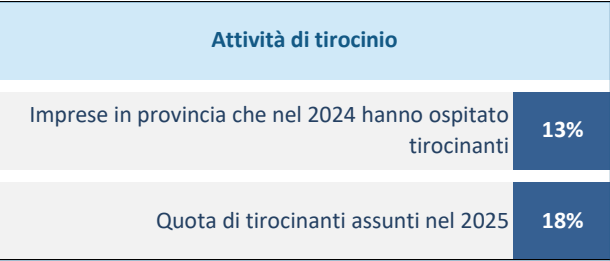 Attività di tirocinio
Imprese in provincia che nel 2024 hanno ospitato
tirocinanti
13%
Quota di tirocinanti assunti nel 2025
18%